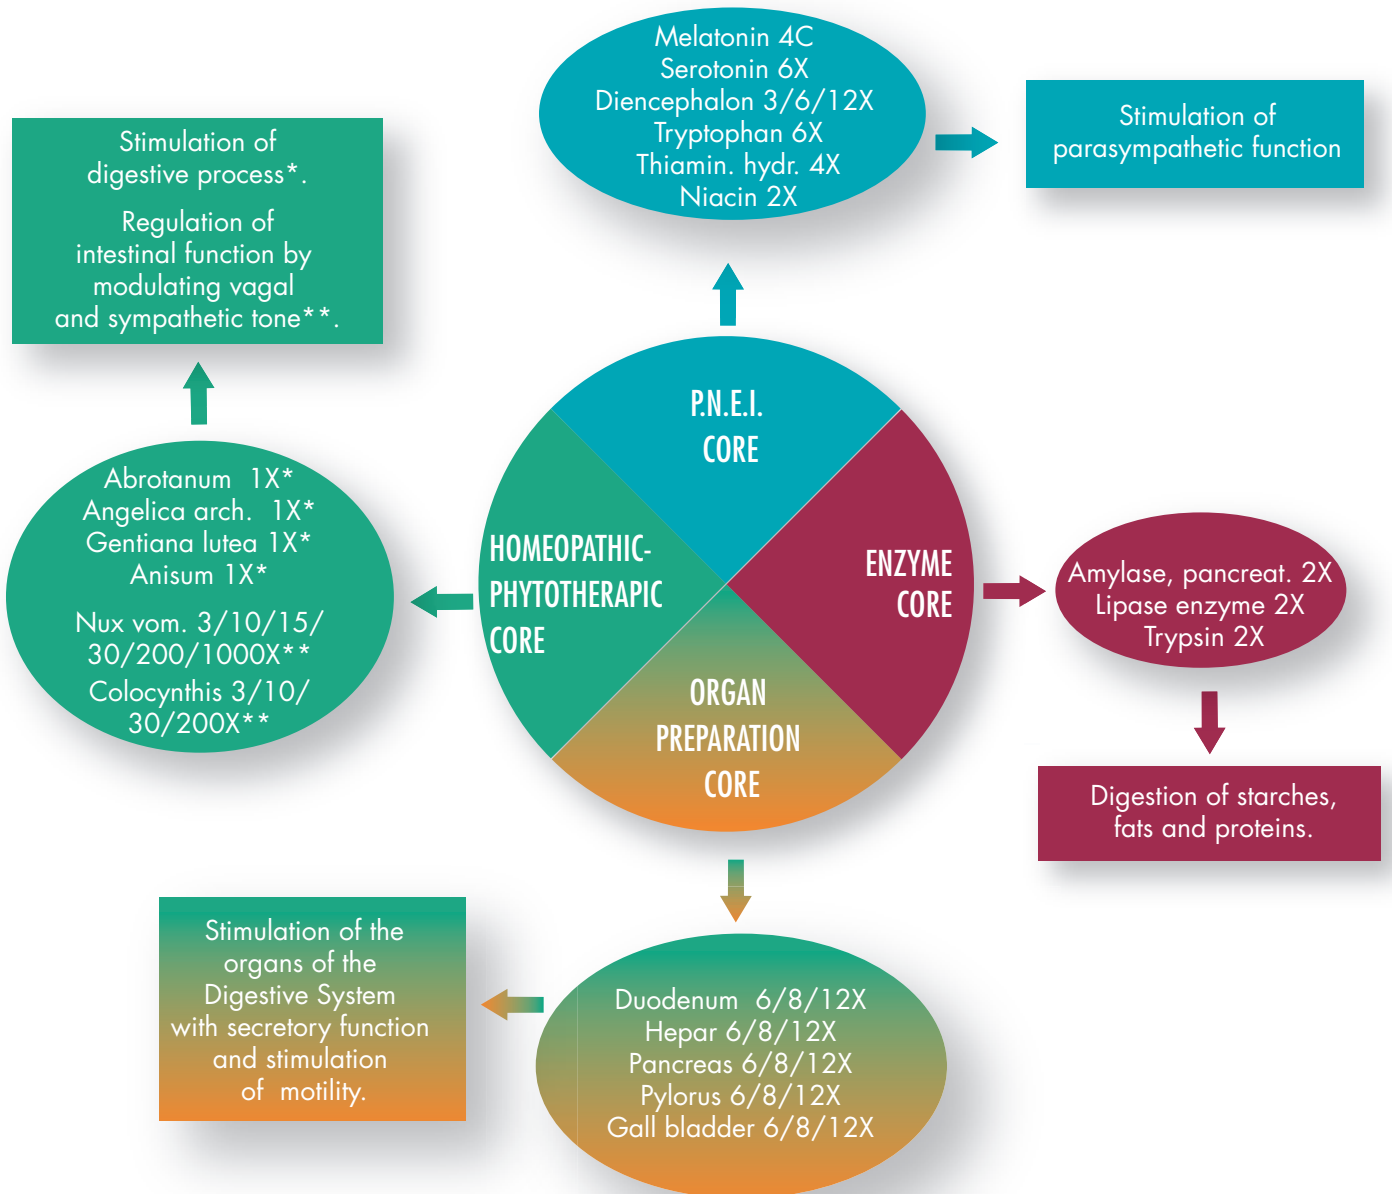 Melatonin 4C
Serotonin 6X
Diencephalon 3/6/12X
Tryptophan 6X
Thiamin. hydr. 4X
Niacin 2X
Stimulation of
parasympathetic function
Stimulation of
digestive process*.
Regulation of
intestinal function by
modulating vagal
and sympathetic tone**.
P.N.E.I.
CORE
Abrotanum 1X*
Angelica arch. 1X*
Gentiana lutea 1X*
Anisum 1X*
Nux vom. 3/10/15/
30/200/1000X**
Colocynthis 3/10/
30/200X**
HOMEOPATHIC-
PHYTOTHERAPIC
CORE
ENZYME
CORE
Amylase, pancreat. 2X
Lipase enzyme 2X
Trypsin 2X
ORGAN
PREPARATION
CORE
Digestion of starches,
fats and proteins.
Stimulation of the
organs of the
Digestive System
with secretory function
and stimulation
of motility.
Duodenum 6/8/12X
Hepar 6/8/12X
Pancreas 6/8/12X
Pylorus 6/8/12X
Gall bladder 6/8/12X